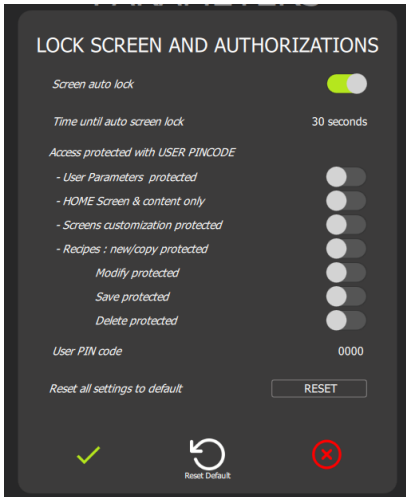 LOCK SCREEN AND AUTHORIZATIONS
Screen auto lock
Time until auto screen lock 30 seconds
Access protected with USER PINCODE
- User Parameters protected
- HOME Screen & content only
- Screens customization protected
- Recipes : new/copy protected
Modify protected
Save protected
Delete protected
User PIN code 0000
Reset all settings to default RESET
Reset Default